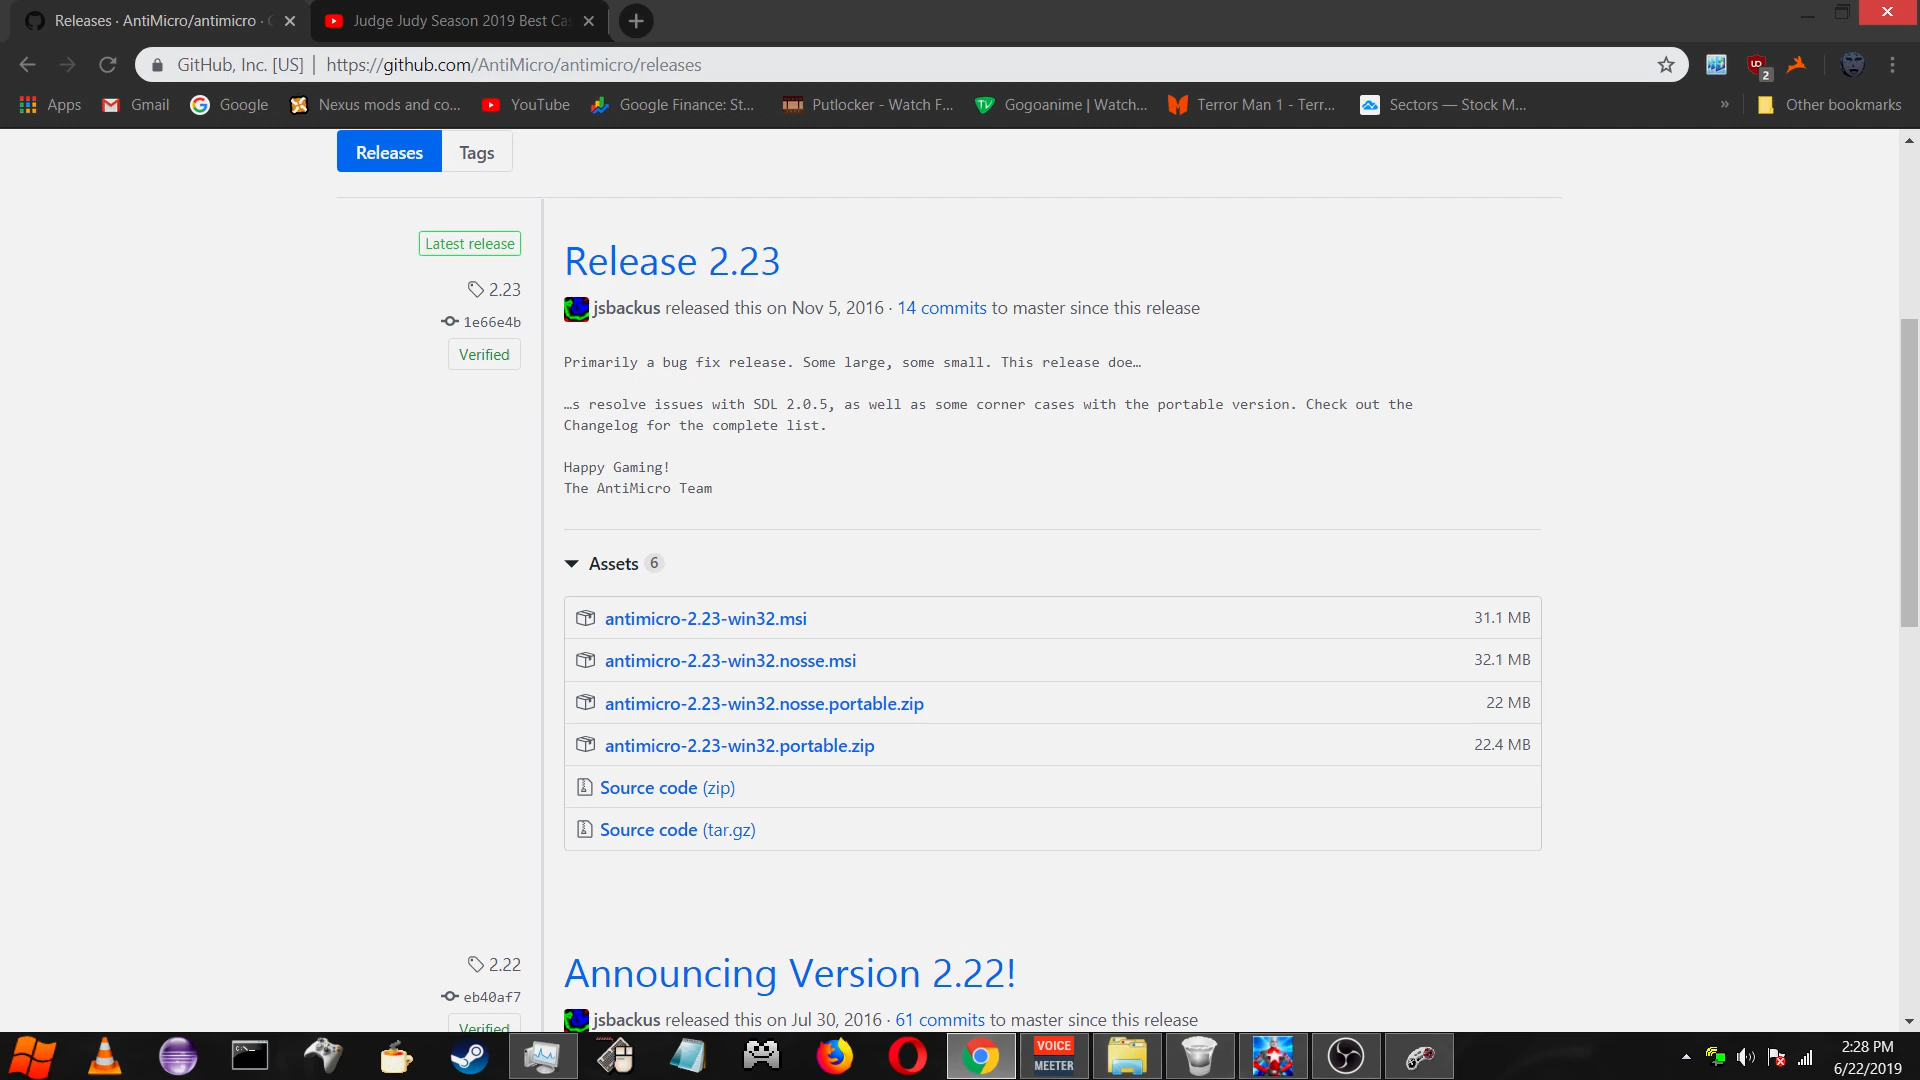 Releases · AntiMicro/antimicro ·
Judge Judy Season 2019 Best Ca
GitHub, Inc. [US] | https://github.com/AntiMicro/antimicro/releases
UD
2
Apps
Gmail
Google
Nexus mods and co...
YouTube
Google Finance: St...
Putlocker - Watch F...
Gogoanime | Watch...
Terror Man 1 - Terr...
Sectors — Stock M...
»
Other bookmarks
Releases
Tags
Latest release
2.23
1e66e4b
Verified
Release 2.23
jsbackus released this on Nov 5, 2016 · 14 commits to master since this release
Primarily a bug fix release. Some large, some small. This release doe…
…s resolve issues with SDL 2.0.5, as well as some corner cases with the portable version. Check out the
Changelog for the complete list.
Happy Gaming!
The AntiMicro Team
Assets 6
antimicro-2.23-win32.msi 31.1 MB
antimicro-2.23-win32.nosse.msi 32.1 MB
antimicro-2.23-win32.nosse.portable.zip 22 MB
antimicro-2.23-win32.portable.zip 22.4 MB
Source code (zip)
Source code (tar.gz)
2.22
eb40af7
Verified
Announcing Version 2.22!
jsbackus released this on Jul 30, 2016 · 61 commits to master since this release
VOICE
MEETER
2:28 PM
6/22/2019